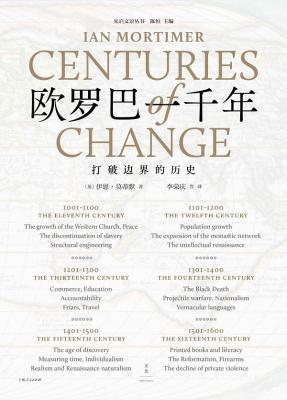 光启文景丛书 陈恒 主编
IAN MORTIMER
CENTURIES
of
欧罗巴一千年
CHANGE
打破边界的历史
〔英〕伊恩·莫蒂默 著 李荣庆 等 译
1001-1100
THE ELEVENTH CENTURY
The growth of the Western Church, Peace
The discontinuation of slavery
Structural engineering
1101-1200
THE TWELFTH CENTURY
Population growth
The expansion of the monastic network
The intellectual renaissance
1201-1300
THE THIRTEENTH CENTURY
Commerce, Education
Accountability
Friars, Travel
1301-1400
THE FOURTEENTH CENTURY
The Black Death
Projectile warfare, Nationalism
Vernacular languages
1401-1500
THE FIFTEENTH CENTURY
The age of discovery
Measuring time, Individualism
Realism and Renaissance naturalism
1501-1600
THE SIXTEENTH CENTURY
Printed books and literacy
The Reformation, Firearms
The decline of private violence
上海人民出版社
文景